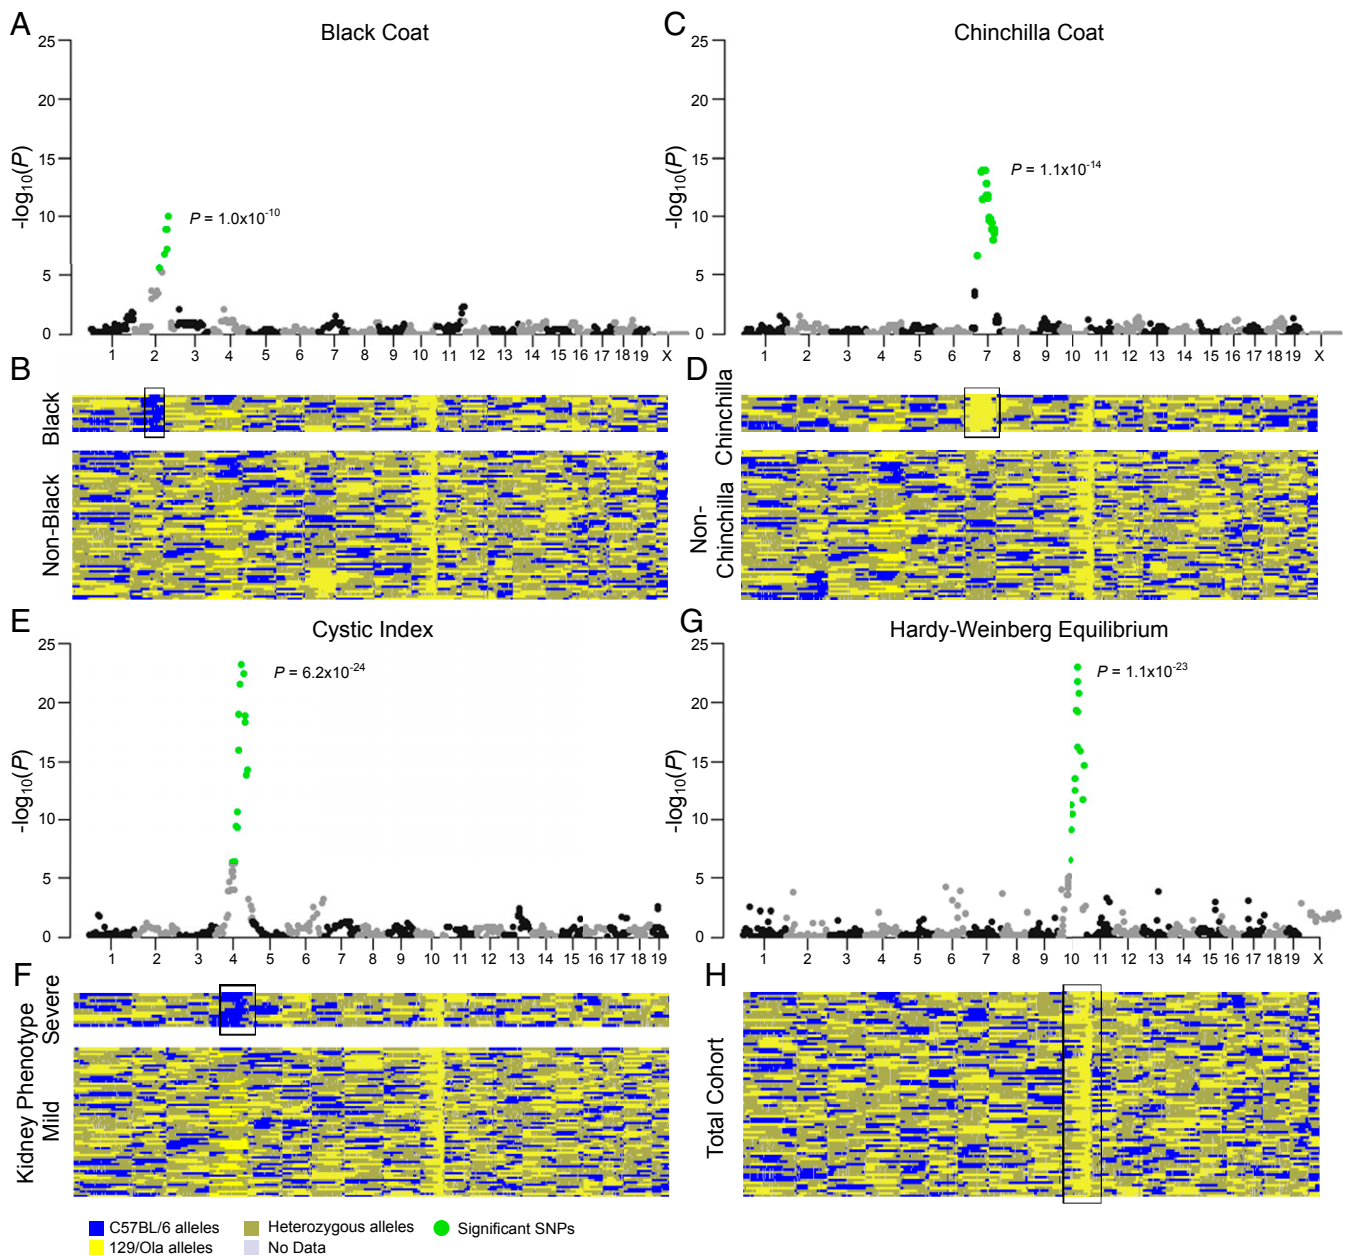 A
Black Coat
25
20
15
10
5
0
-log10(P)
P = 1.0x10-10
1 2 3 4 5 6 7 8 9 10 11 12 13 14 15 16 17 18 19 X
B
Black
Non-Black
C
Chinchilla Coat
25
20
15
10
5
0
-log10(P)
P = 1.1x10-14
1 2 3 4 5 6 7 8 9 10 11 12 13 14 15 16 17 18 19 X
D
Chinchilla
Non-
Chinchilla
E
Cystic Index
25
20
15
10
5
0
-log10(P)
P = 6.2x10-24
1 2 3 4 5 6 7 8 9 10 11 12 13 14 15 16 17 18 19
F
Kidney Phenotype
Severe
Mild
G
Hardy-Weinberg Equilibrium
25
20
15
10
5
0
-log10(P)
P = 1.1x10-23
1 2 3 4 5 6 7 8 9 10 11 12 13 14 15 16 17 18 19 X
H
Total Cohort
C57BL/6 alleles
Heterozygous alleles
Significant SNPs
129/Ola alleles
No Data